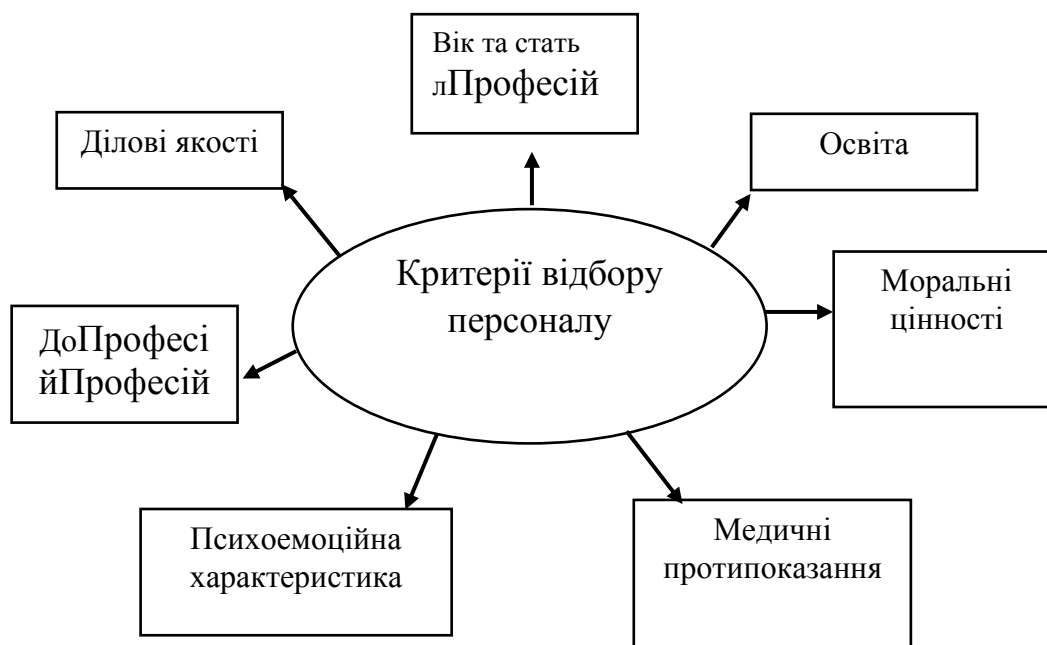 Вік та стать
лПрофесій
Ділові якості
Освіта
Критерії відбору
персоналу
Моральні
цінності
ДоПрофесі
йПрофесій
Психоемоційна
характеристика
Медичні
протипоказання